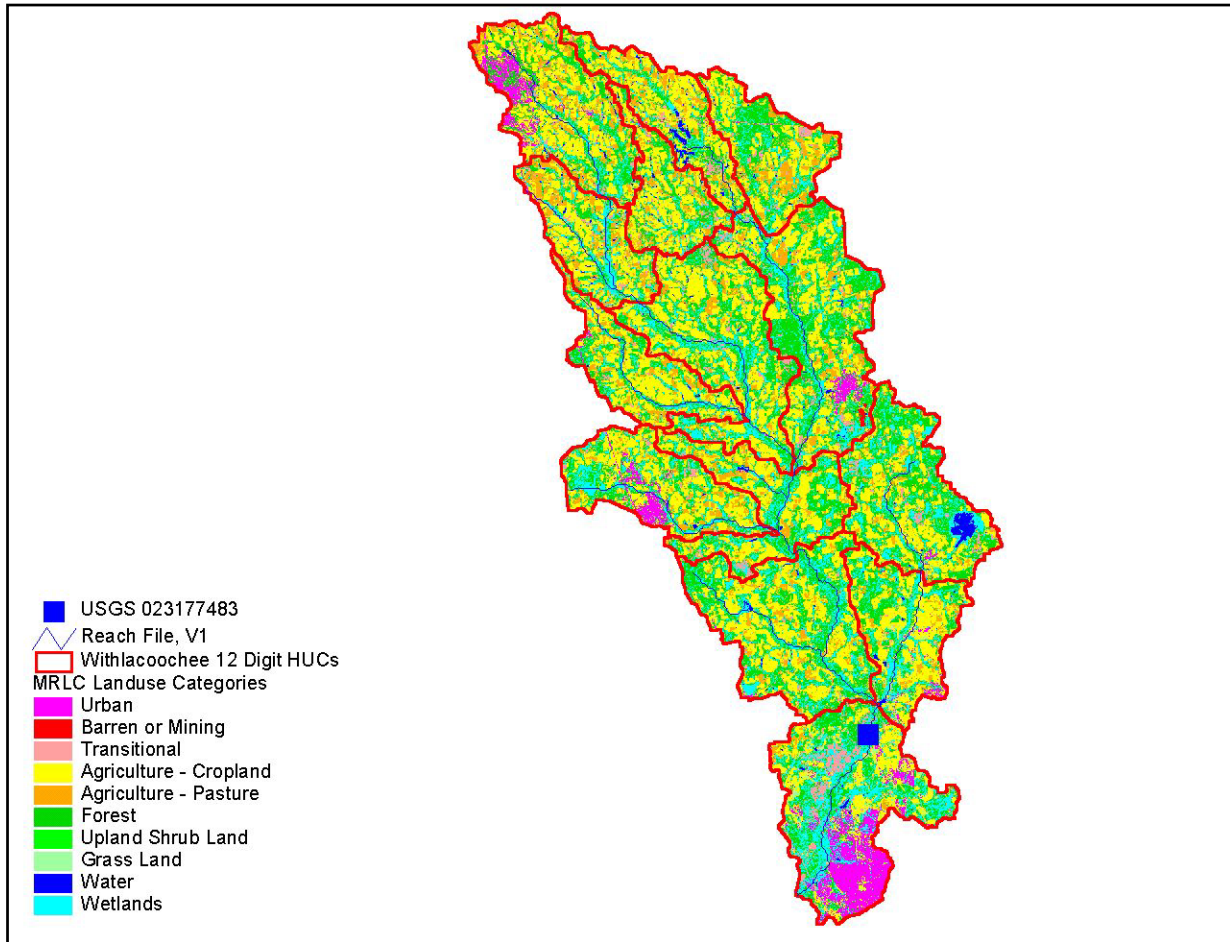 USGS 023177483
Reach File, V1
Withlacoochee 12 Digit HUCs
MRLC Landuse Categories
Urban
Barren or Mining
Transitional
Agriculture - Cropland
Agriculture - Pasture
Forest
Upland Shrub Land
Grass Land
Water
Wetlands